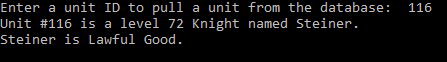 Enter a unit ID to pull a unit from the database:  116
Unit #116 is a level 72 Knight named Steiner.
Steiner is Lawful Good.